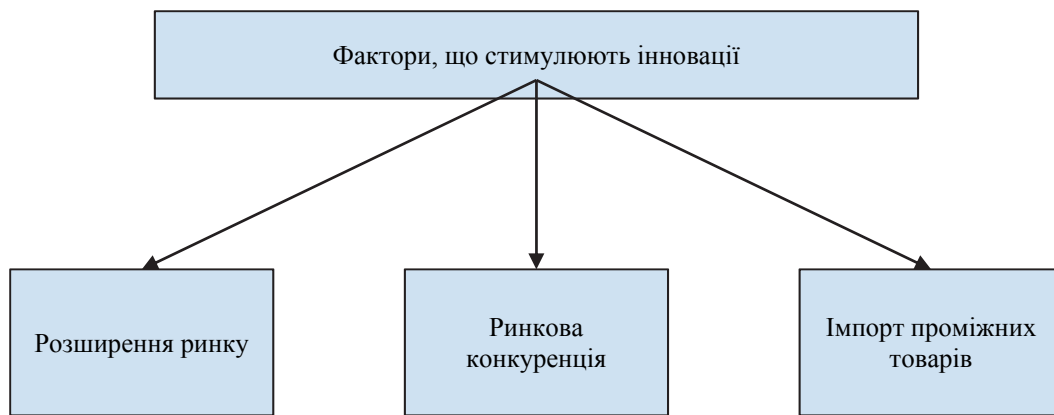 Фактори, що стимулюють інновації
Розширення ринку
Ринкова
конкуренція
Імпорт проміжних
товарів